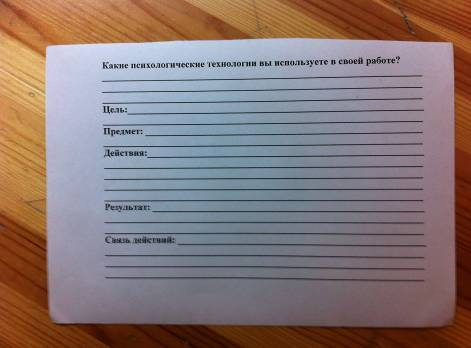 Какие психологические технологии вы используете в своей работе?
Цель:
Предмет:
Действия:
Результат:
Связь действий: